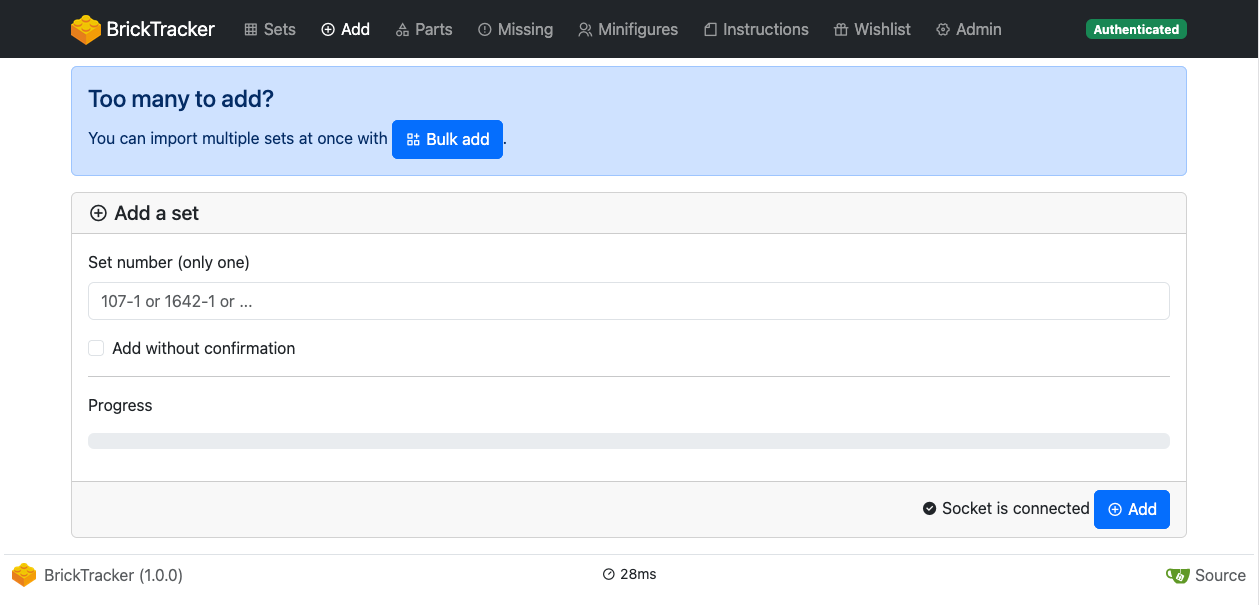 BrickTracker Sets Add Parts Missing Minifigures Instructions Wishlist Admin Authenticated
Too many to add?
You can import multiple sets at once with Bulk add.
Add a set
Set number (only one)
107-1 or 1642-1 or ...
Add without confirmation
Progress
Socket is connected Add
BrickTracker (1.0.0) 28ms Source